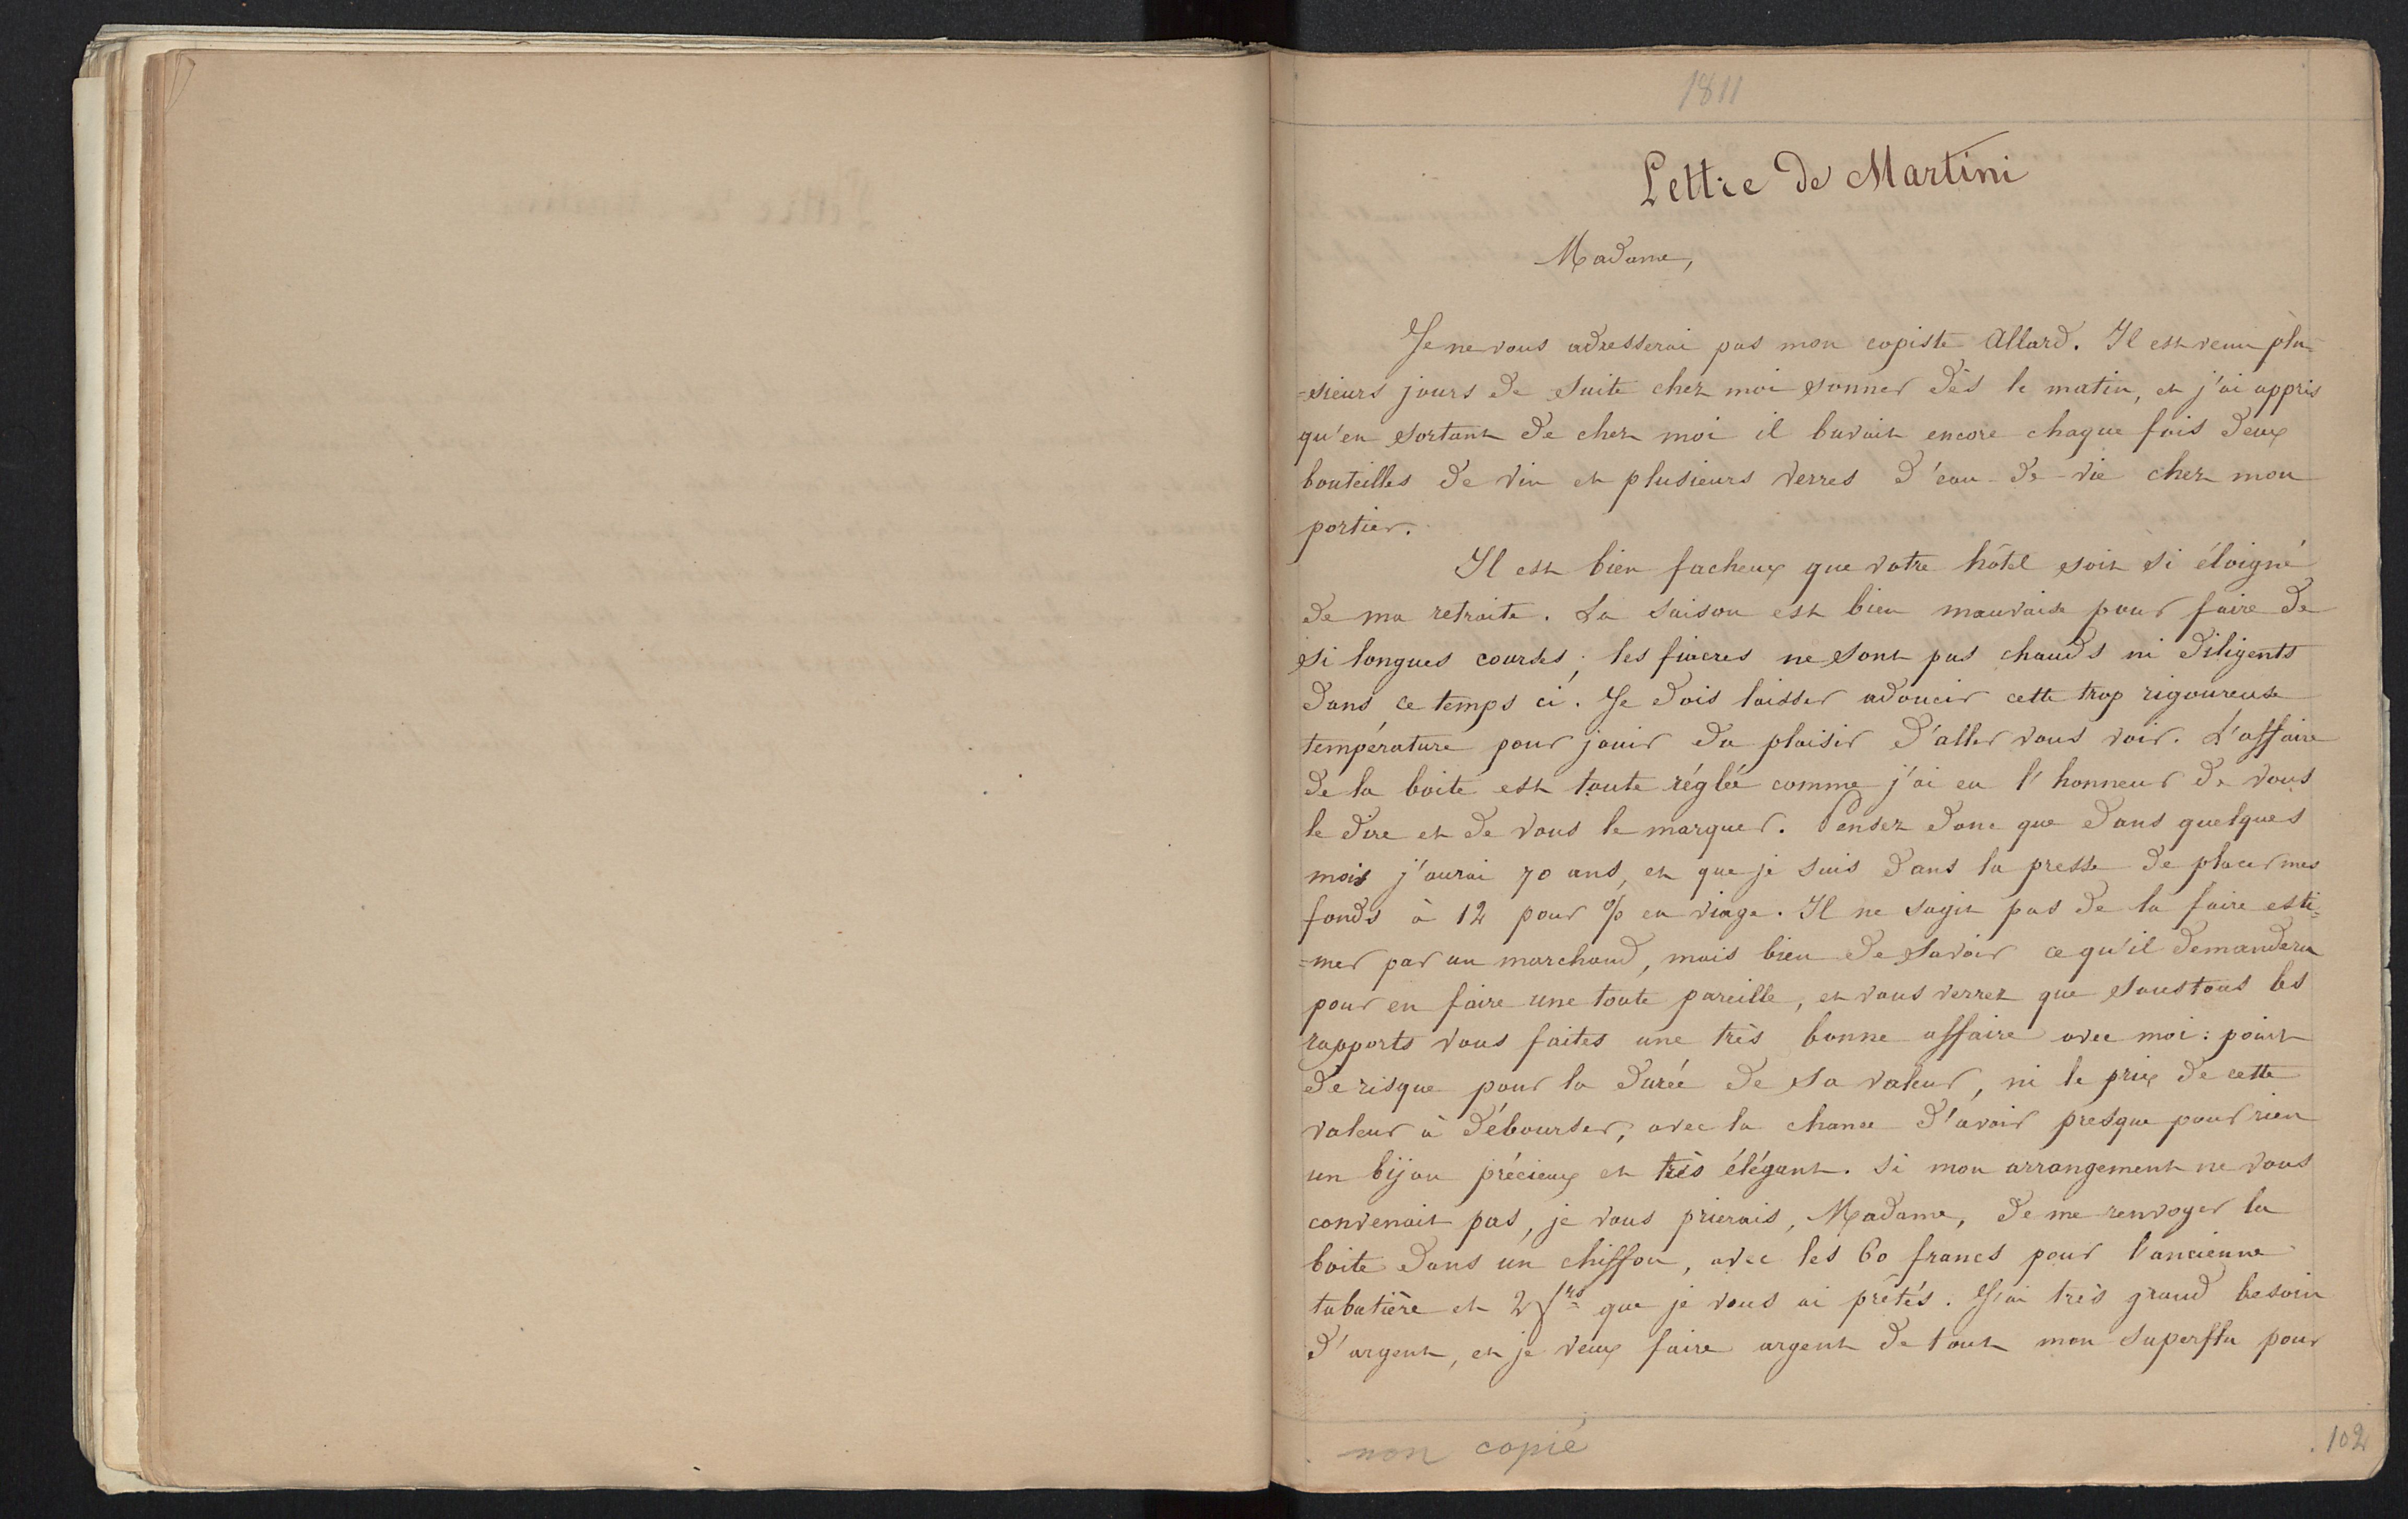 1811
Lettre de Martini
Madame,
Je ne vous adresserai pas mon copiste Allard. Il est venu plu-
=sieurs jours de suite chez moi sonner dès le matin, et j'ai appris
qu'en sortant de chez moi il buvait encore chaque fois deux
bouteilles de vin et plusieurs verres d'eau-de-vie chez mon
portier.
Il est bien facheux que votre hôtel soit si éloigné
de ma retraite. La saison est bien mauvaise pour faire de
si longues courses; les fiacres ne sont pas chauds ni diligents
dans ce temps ci. Je dois laisser adoucir cette trop rigoureuse
température pour jouir du plaisir d'aller vous voir. L'affaire
de la boite est toute réglée comme j'ai eu l'honneur de vous
le dire et de vous le marquer. Pensez donc que dans quelques
mois j'aurai 70 ans, et que je suis dans la presse de placer mes
fonds à 12 pour % en viage. Il ne sagit pas de la faire esti=
=mer par un marchand, mais bien de savoir ce qu'il demandera
pour en faire une toute pareille, et vous verrez que sous tous les
rapports vous faites une très bonne affaire avec moi: point
de risque pour la durée de sa valeur, ni le prix de cette
valeur à débourser; avec la chance d'avoir presque pour rien
un bijou précieux et très élégant. Si mon arrangement ne vous
convenait pas, je vous prierais, Madame, de me renvoyer la
boite dans un chiffon, avec les 60 francs pour l'ancienne
tabatière et 2 frs que je vous ai prêtés. J'ai très grand besoin
d'argent, et je veux faire argent de tout mon superflu pour
non copié
102